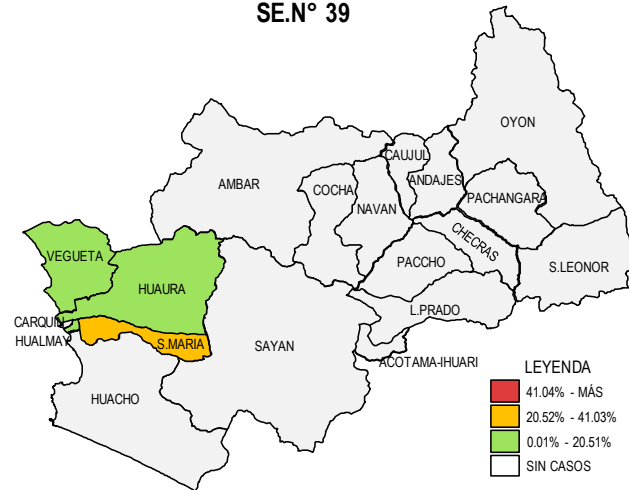 SE.N° 39
OYON
CAUJUL
ANDAJES
AMBAR
COCHA
NAVAN
PACHANGARA
CHECRAS
VEGUETA
PACCHO
S.LEONOR
HUAURA
L.PRADO
CARQUIN
HUALMAY
S.MARIA
SAYAN
ACOTAMA-IHUARI
HUACHO
LEYENDA
41.04% - MÁS
20.52% - 41.03%
0.01% - 20.51%
SIN CASOS